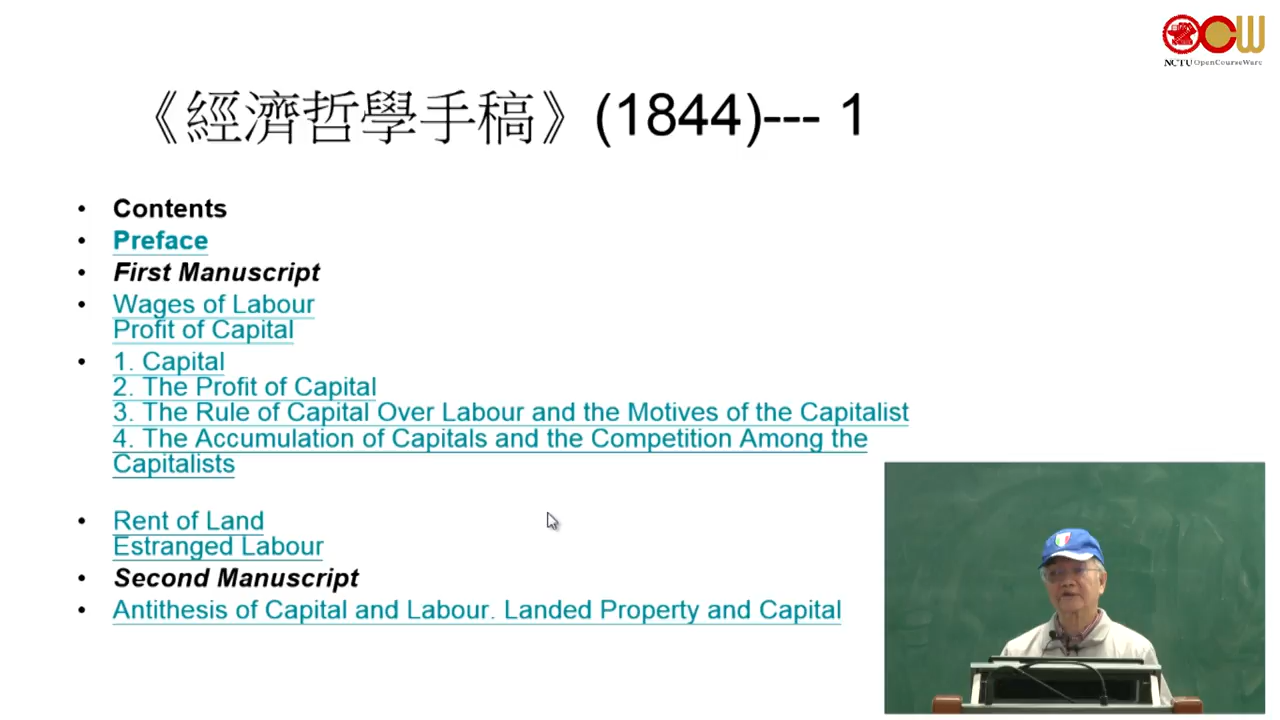 NCTU OpenCourseWare
《經濟哲學手稿》(1844)--- 1
• Contents
• Preface
• First Manuscript
• Wages of Labour
Profit of Capital
• 1. Capital
2. The Profit of Capital
3. The Rule of Capital Over Labour and the Motives of the Capitalist
4. The Accumulation of Capitals and the Competition Among the
Capitalists
• Rent of Land
Estranged Labour
• Second Manuscript
• Antithesis of Capital and Labour. Landed Property and Capital